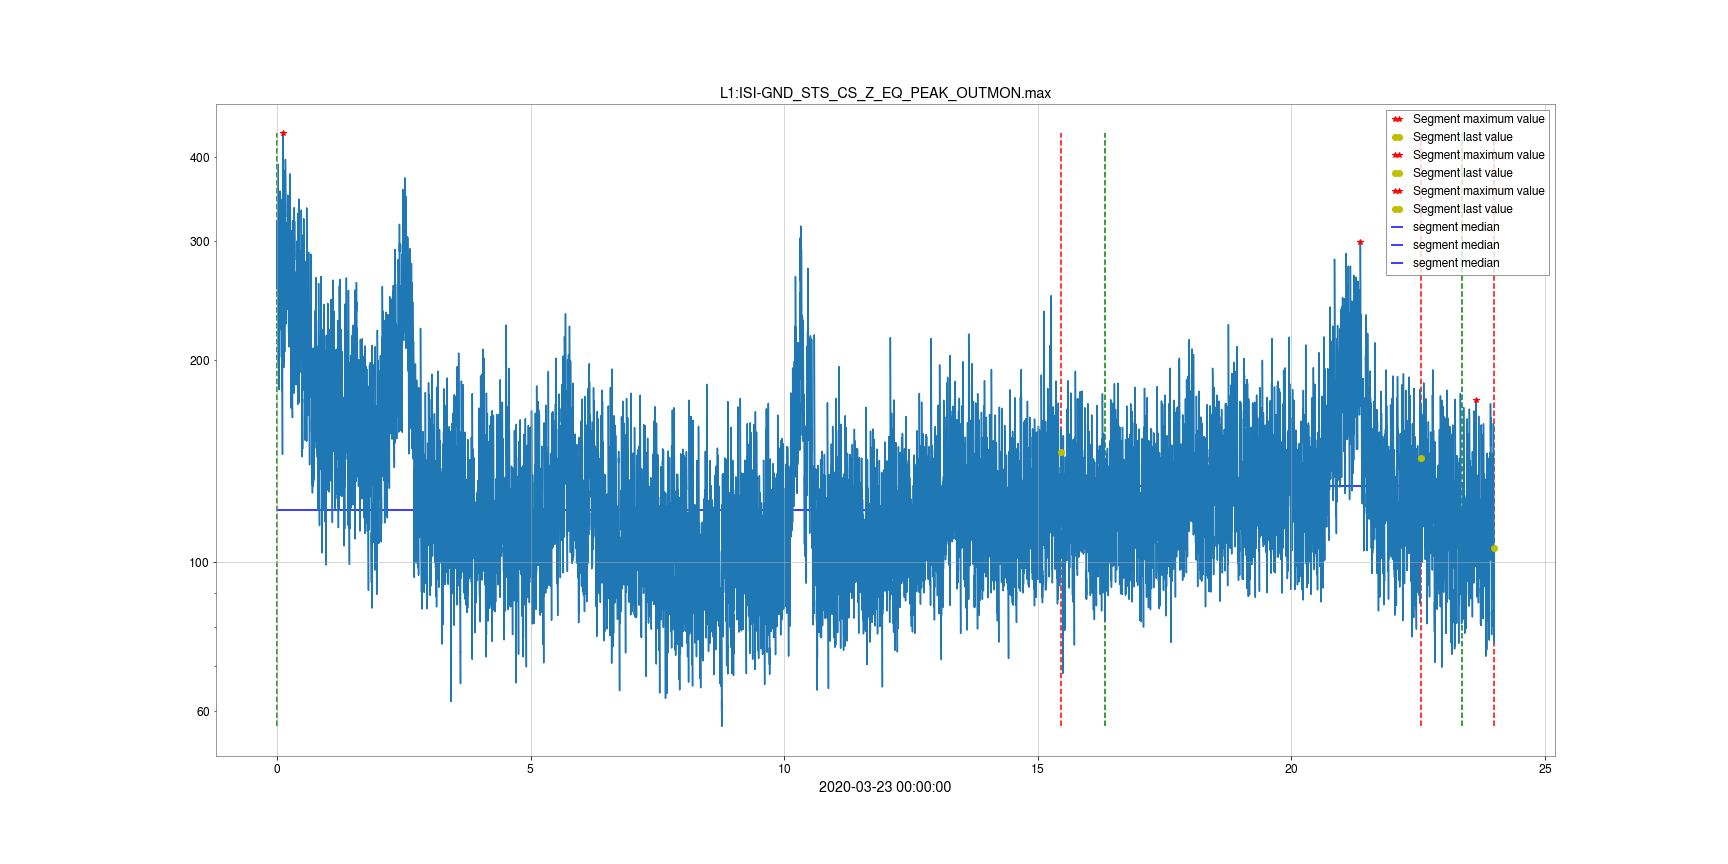 L1:ISI-GND_STS_CS_Z_EQ_PEAK_OUTMON.max
Segment maximum value
Segment last value
Segment maximum value
Segment last value
Segment maximum value
Segment last value
segment median
segment median
segment median
400
300
200
100
60
0 5 10 15 20 25
2020-03-23 00:00:00